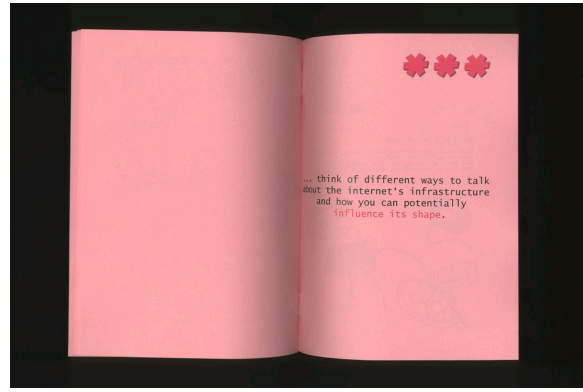 ... think of different ways to talk
about the internet's infrastructure
and how you can potentially
influence its shape.